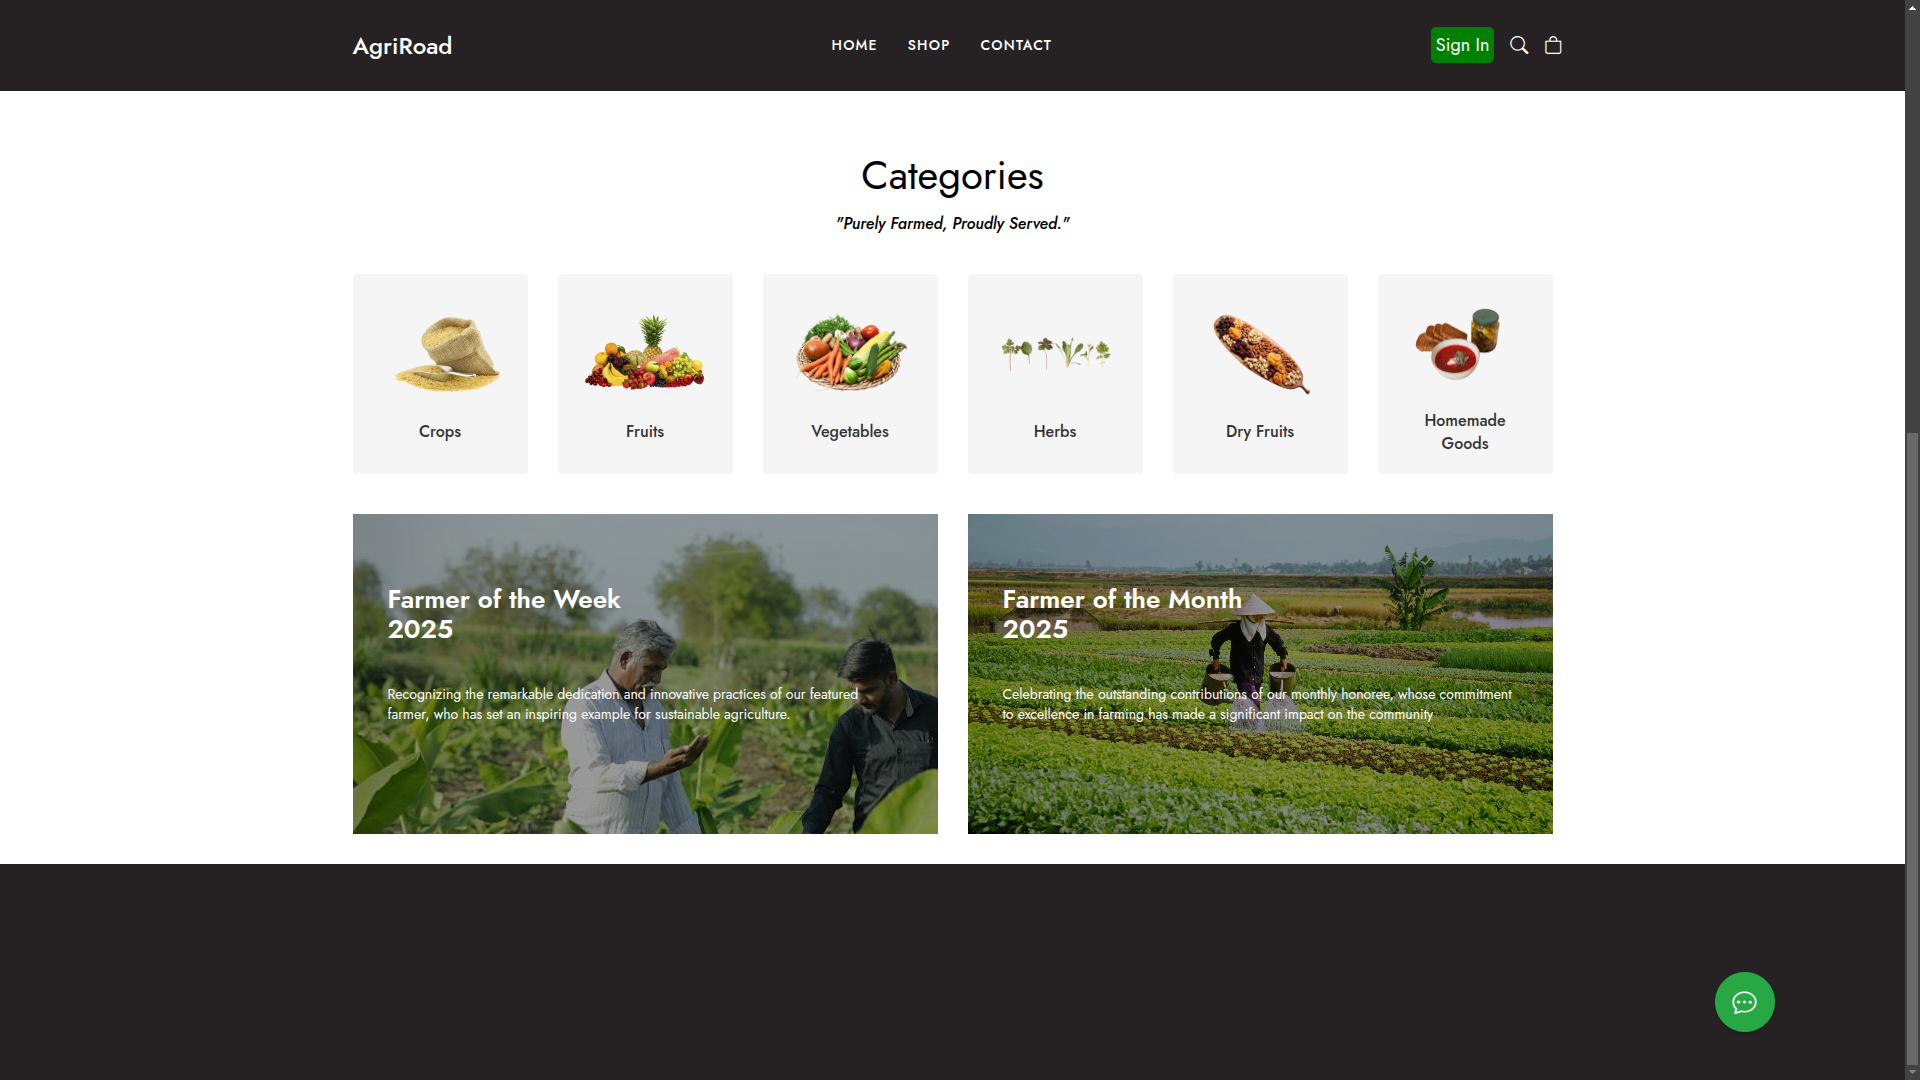 AgriRoad
HOME SHOP CONTACT
Sign In
Categories
"Purely Farmed, Proudly Served."
Crops
Fruits
Vegetables
Herbs
Dry Fruits
Homemade
Goods
Farmer of the Week
2025
Recognizing the remarkable dedication and innovative practices of our featured
farmer, who has set an inspiring example for sustainable agriculture.
Farmer of the Month
2025
Celebrating the outstanding contributions of our monthly honoree, whose commitment
to excellence in farming has made a significant impact on the community